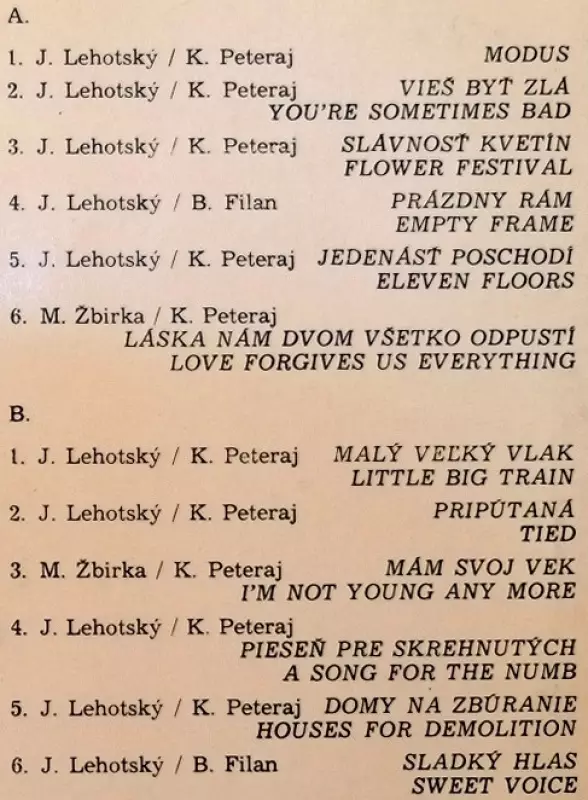 A.
1. J. Lehotský / K. Peteraj MODUS
2. J. Lehotský / K. Peteraj VIEŠ BYŤ ZLÁ
YOU'RE SOMETIMES BAD
3. J. Lehotský / K. Peteraj SLÁVNOSŤ KVETÍN
FLOWER FESTIVAL
4. J. Lehotský / B. Filan PRÁZDNY RÁM
EMPTY FRAME
5. J. Lehotský / K. Peteraj JEDENÁSŤ POSCHODÍ
ELEVEN FLOORS
6. M. Žbirka / K. Peteraj
LÁSKA NÁM DVOM VŠETKO ODPUSTÍ
LOVE FORGIVES US EVERYTHING
B.
1. J. Lehotský / K. Peteraj MALÝ VEĽKÝ VLAK
LITTLE BIG TRAIN
2. J. Lehotský / K. Peteraj PRIPÚTANÁ
TIED
3. M. Žbirka / K. Peteraj MÁM SVOJ VEK
I'M NOT YOUNG ANY MORE
4. J. Lehotský / K. Peteraj
PIESEŇ PRE SKREHNUTÝCH
A SONG FOR THE NUMB
5. J. Lehotský / K. Peteraj DOMY NA ZBÚRANIE
HOUSES FOR DEMOLITION
6. J. Lehotský / B. Filan SLADKÝ HLAS
SWEET VOICE